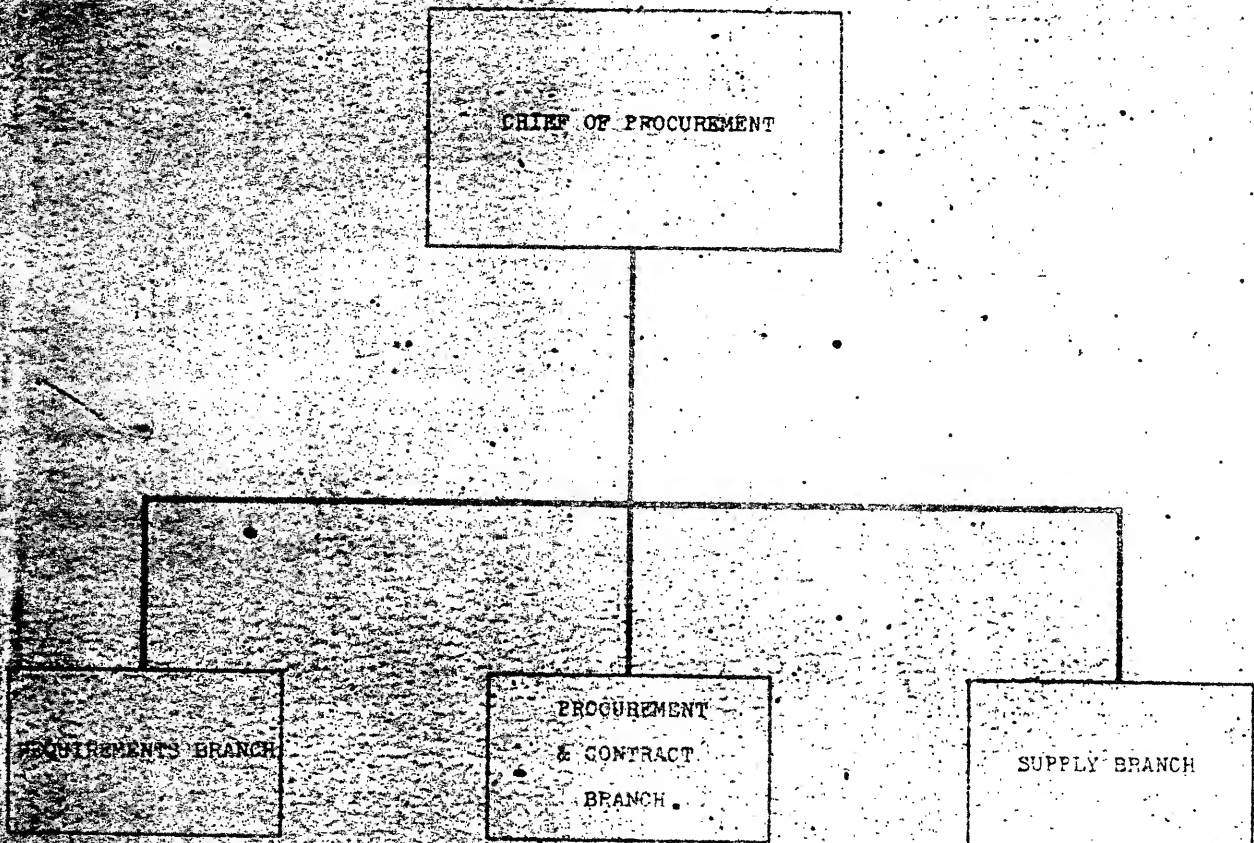 CHIEF OF PROCUREMENT
REQUIREMENTS BRANCH
PROCUREMENT
& CONTRACT
BRANCH
SUPPLY BRANCH